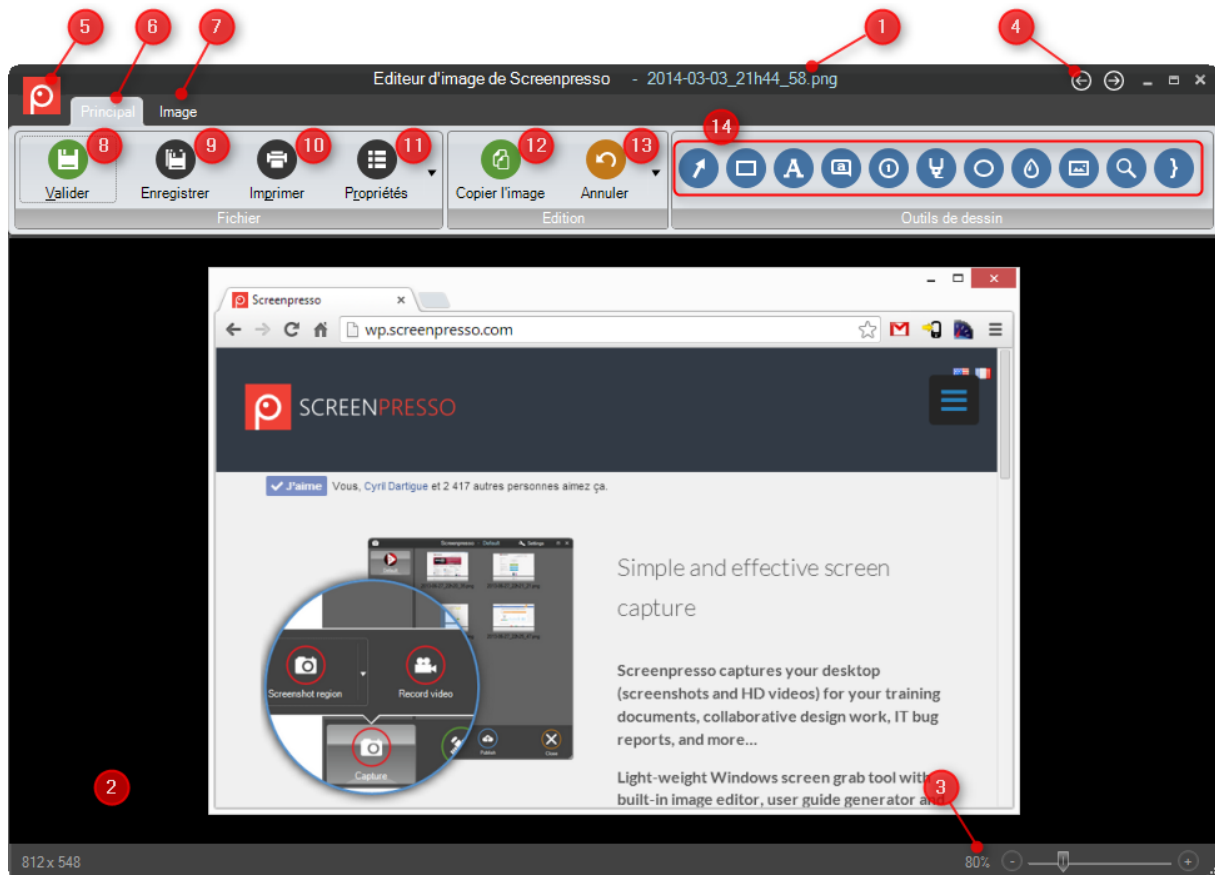 5 6 7 1 4
Editeur d'image de Screenpresso - 2014-03-03_21h44_58.png
Principal Image
8 9 10 11 12 13 14
Valider Enregistrer Imprimer Propriétés Copier l'image Annuler
Fichier Edition Outils de dessin
Screenpresso
wp.screenpresso.com
SCREENPRESSO
J'aime Vous, Cyril Dartigue et 2 417 autres personnes aimez ça.
Screenpresso Default Settings
Simple and effective screen
capture
Screenshot region Record video
Capture Publish Close
Screenpresso captures your desktop
(screenshots and HD videos) for your training
documents, collaborative design work, IT bug
reports, and more...
Light-weight Windows screen grab tool with
built-in image editor, user guide generator and
2 3
812 x 548 80%